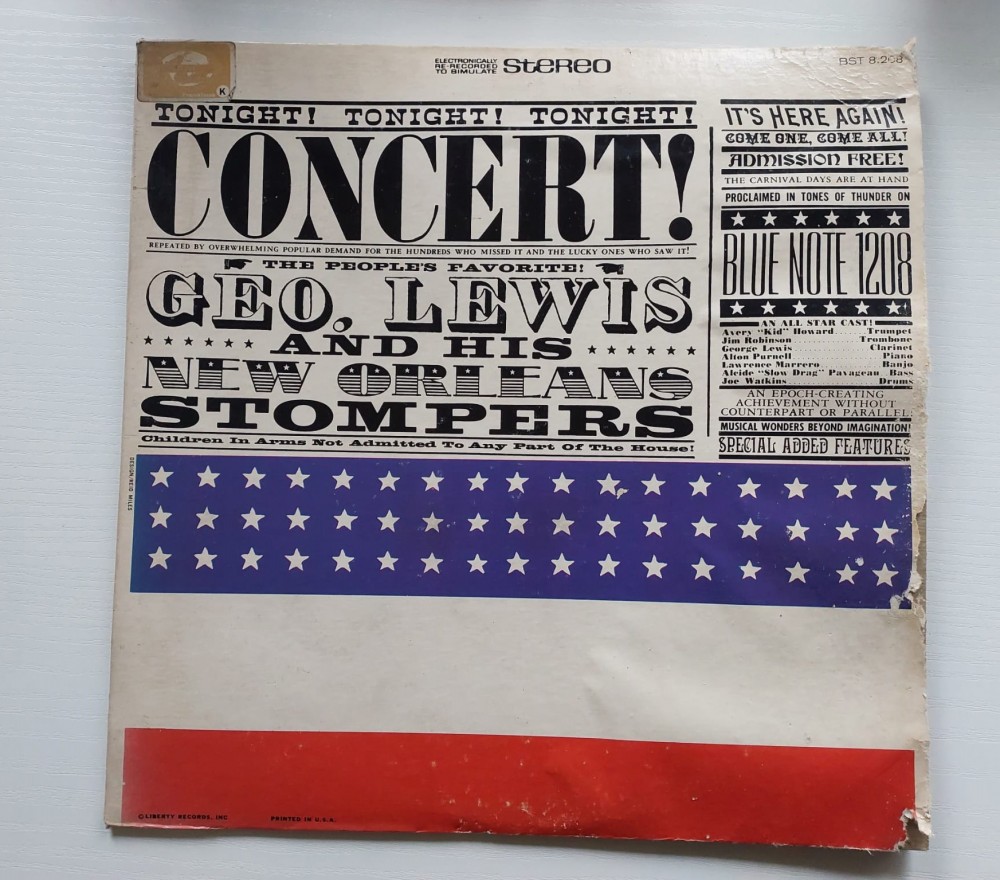 ELECTRONICALLY
RE-RECORDED
TO SIMULATE
STEREO
BST 8.208
K
TONIGHT! TONIGHT! TONIGHT!
CONCERT!
REPEATED BY OVERWHELMING POPULAR DEMAND FOR THE HUNDREDS WHO MISSED IT AND THE LUCKY ONES WHO SAW IT!
THE PEOPLE'S FAVORITE!
GEO. LEWIS
AND HIS
NEW ORLEANS
STOMPERS
Children In Arms Not Admitted To Any Part Of The House!
IT'S HERE AGAIN!
COME ONE, COME ALL!
ADMISSION FREE!
THE CARNIVAL DAYS ARE AT HAND
PROCLAIMED IN TONES OF THUNDER ON
BLUE NOTE 1208
AN ALL STAR CAST!
Avery "Kid" Howard.......Trumpet
Jim Robinson.......Trombone
George Lewis.......Clarinet
Alton Purnell.......Piano
Lawrence Marrero.......Banjo
Alcide "Slow Drag" Pavageau..Bass
Joe Watkins.......Drums
AN EPOCH-CREATING
ACHIEVEMENT WITHOUT
COUNTERPART OR PARALLEL.
MUSICAL WONDERS BEYOND IMAGINATION!
SPECIAL ADDED FEATURES
DESIGN/REID MILES
©LIBERTY RECORDS, INC.
PRINTED IN U.S.A.